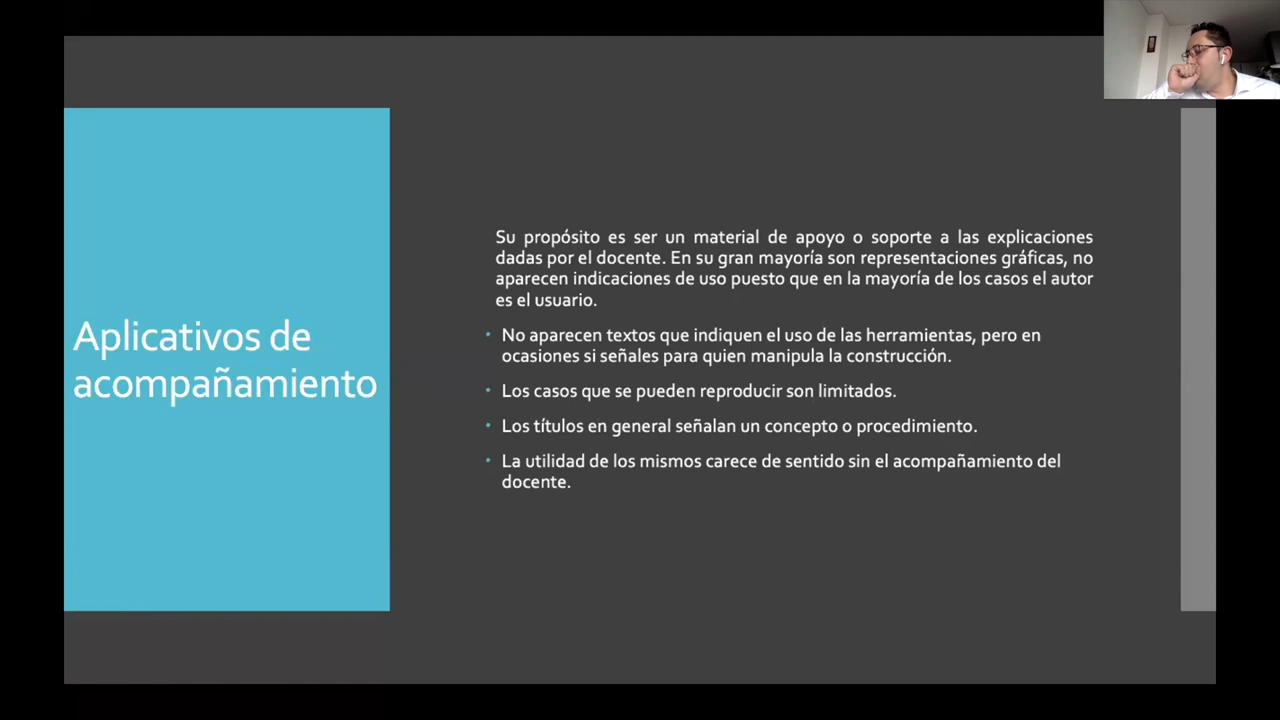 Aplicativos de
acompañamiento
Su propósito es ser un material de apoyo o soporte a las explicaciones
dadas por el docente. En su gran mayoría son representaciones gráficas, no
aparecen indicaciones de uso puesto que en la mayoría de los casos el autor
es el usuario.
• No aparecen textos que indiquen el uso de las herramientas, pero en
ocasiones si señales para quien manipula la construcción.
• Los casos que se pueden reproducir son limitados.
• Los títulos en general señalan un concepto o procedimiento.
• La utilidad de los mismos carece de sentido sin el acompañamiento del
docente.